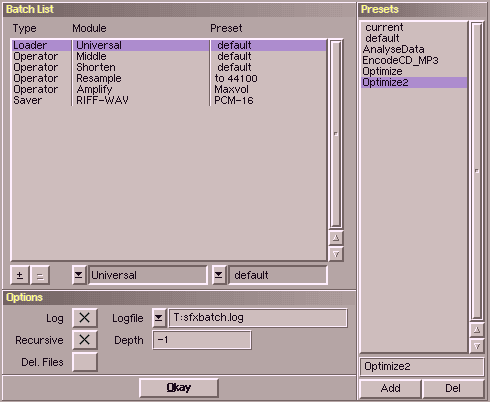 Batch List
Type Module Preset
Loader Universal default
Operator Middle default
Operator Shorten default
Operator Resample to 44100
Operator Amplify Maxvol
Saver RIFF-WAV PCM-16
± = Universal default
Options
Log Logfile T:sfxbatch.log
Recursive Depth -1
Del. Files
Okay
Presets
current
default
AnalyseData
EncodeCD_MP3
Optimize
Optimize2
Optimize2
Add Del